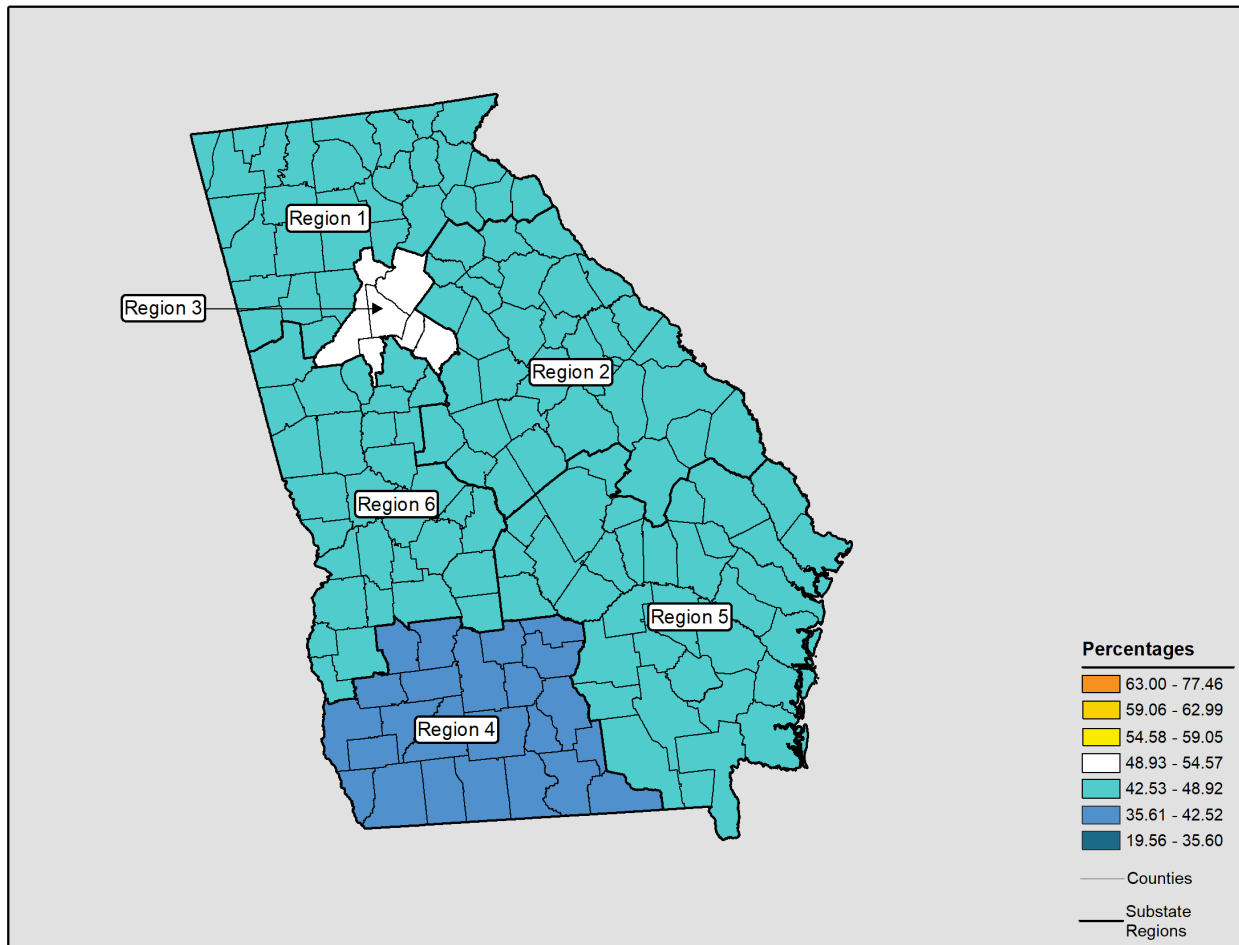 Region 1
Region 3
Region 2
Region 6
Region 5
Region 4
Percentages
63.00 - 77.46
59.06 - 62.99
54.58 - 59.05
48.93 - 54.57
42.53 - 48.92
35.61 - 42.52
19.56 - 35.60
Counties
Substate
Regions